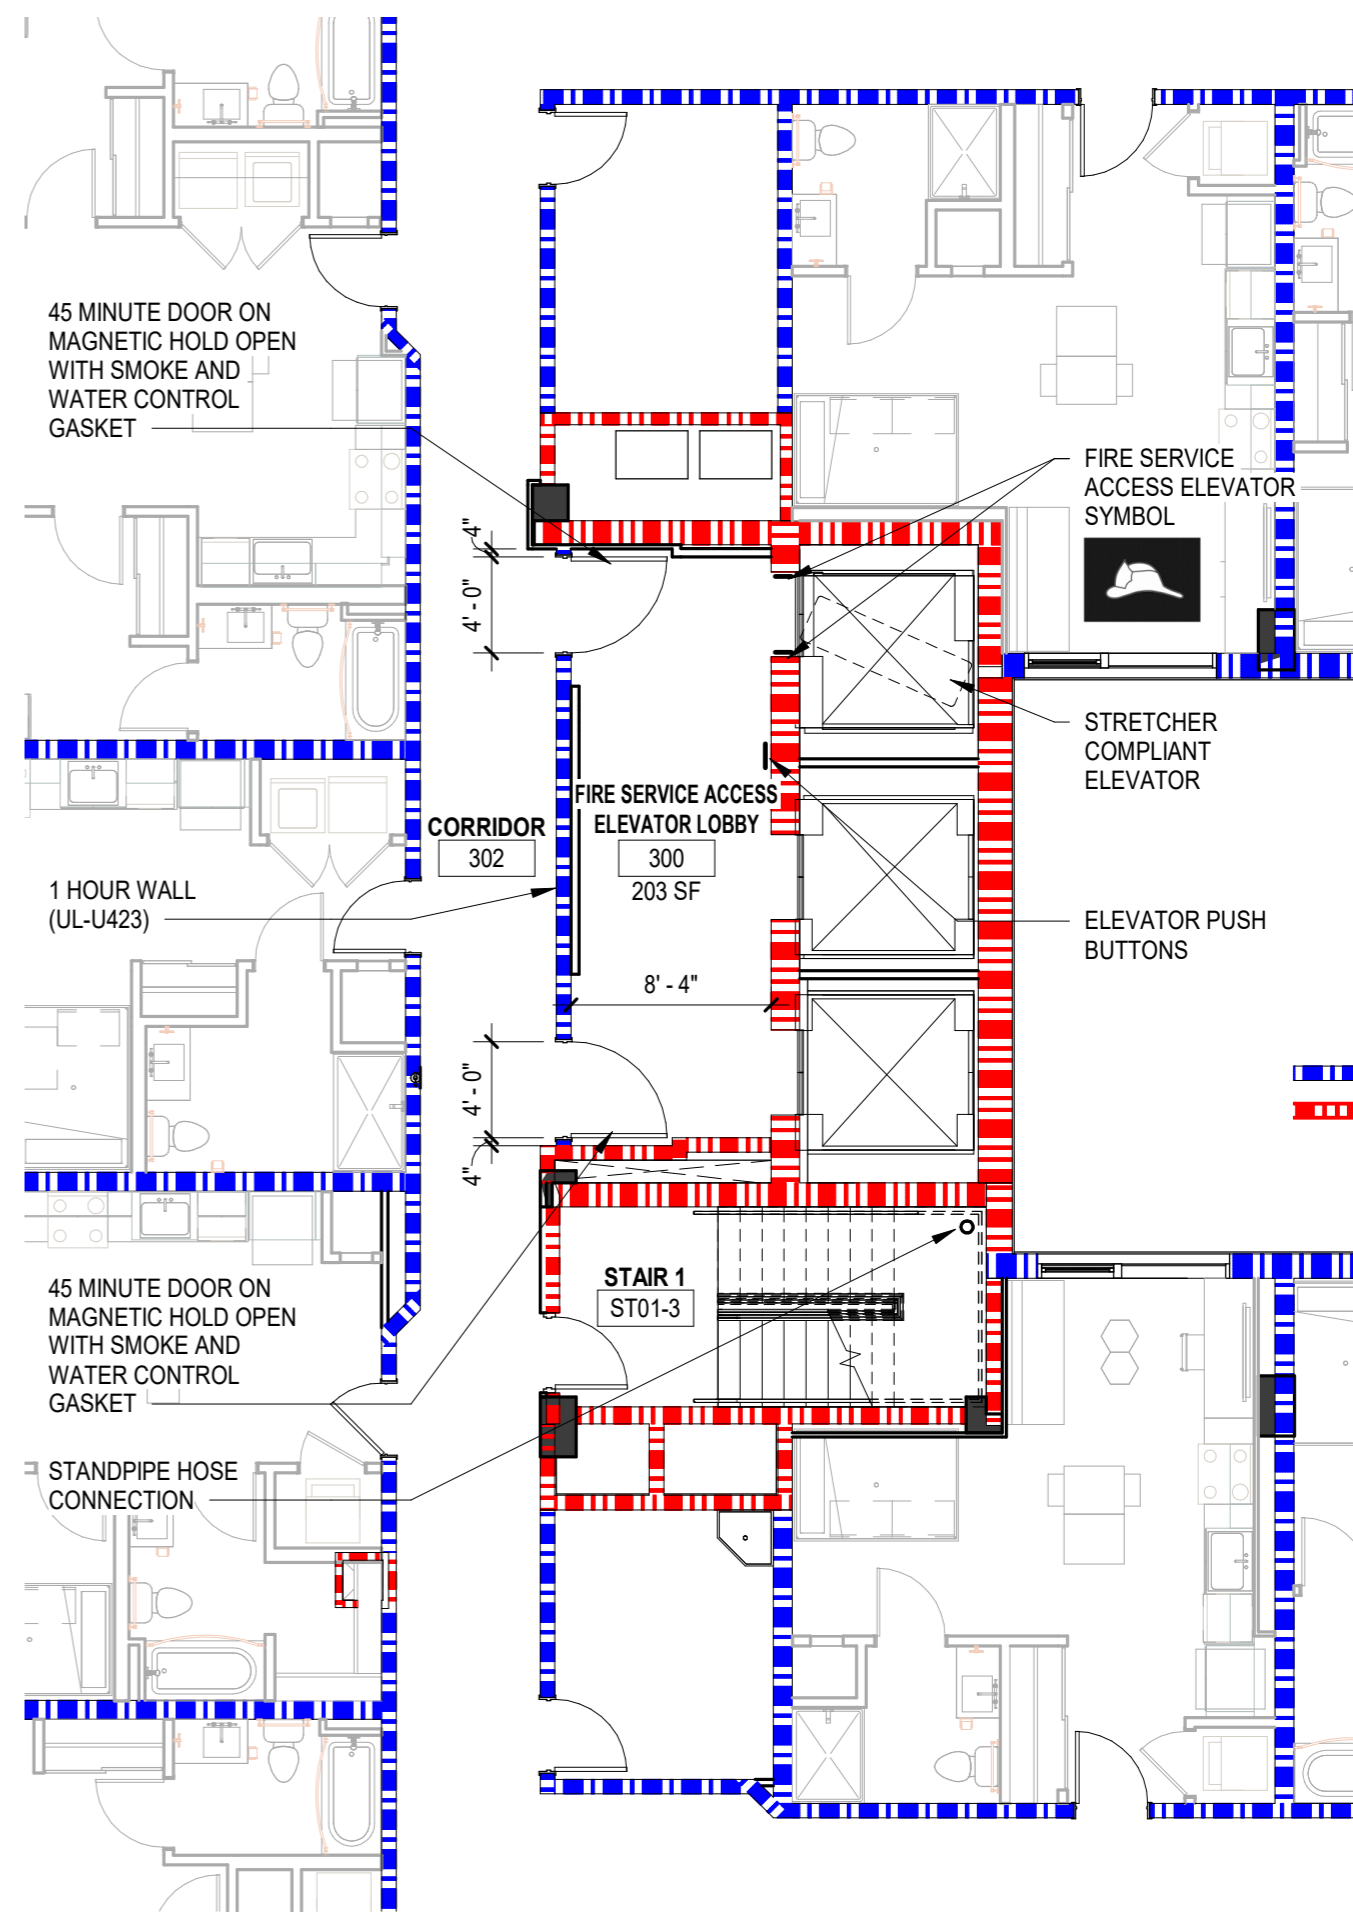 45 MINUTE DOOR ON
MAGNETIC HOLD OPEN
WITH SMOKE AND
WATER CONTROL
GASKET
FIRE SERVICE
ACCESS ELEVATOR
SYMBOL
4"
4' - 0"
STRETCHER
COMPLIANT
ELEVATOR
FIRE SERVICE ACCESS
ELEVATOR LOBBY
300
203 SF
CORRIDOR
302
1 HOUR WALL
(UL-U423)
ELEVATOR PUSH
BUTTONS
8' - 4"
4' - 0"
4"
STAIR 1
ST01-3
45 MINUTE DOOR ON
MAGNETIC HOLD OPEN
WITH SMOKE AND
WATER CONTROL
GASKET
STANDPIPE HOSE
CONNECTION